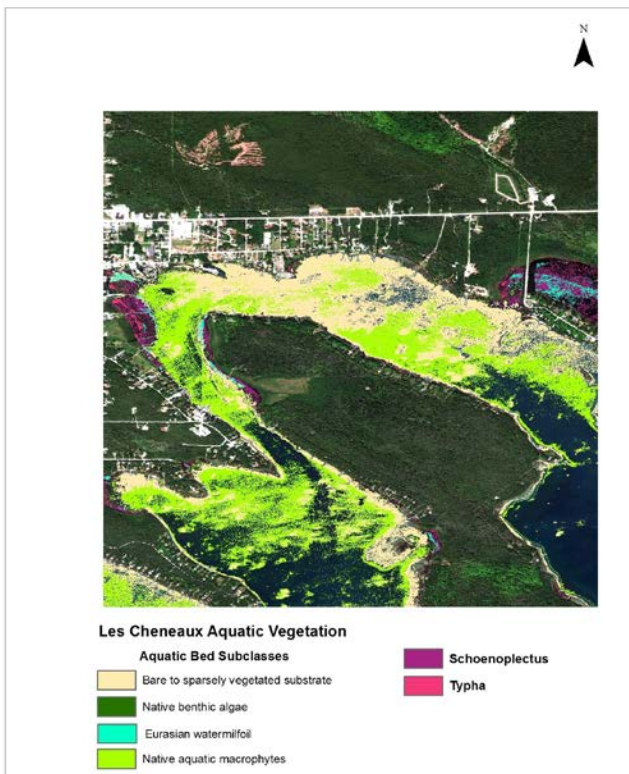 N
Les Cheneaux Aquatic Vegetation
Aquatic Bed Subclasses
Bare to sparsely vegetated substrate
Native benthic algae
Eurasian watermilfoil
Native aquatic macrophytes
Schoenoplectus
Typha